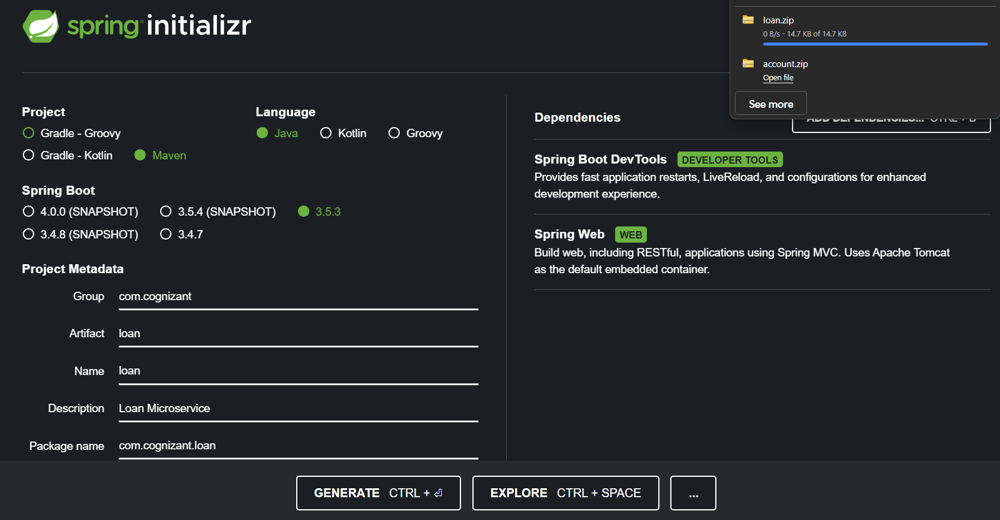 spring initializr
loan.zip
0 B/s - 14.7 KB of 14.7 KB
account.zip
Open file
See more
Project
Gradle - Groovy
Gradle - Kotlin Maven
Language
Java Kotlin Groovy
Spring Boot
4.0.0 (SNAPSHOT) 3.5.4 (SNAPSHOT) 3.5.3
3.4.8 (SNAPSHOT) 3.4.7
Project Metadata
Group com.cognizant
Artifact loan
Name loan
Description Loan Microservice
Package name com.cognizant.loan
Dependencies
ADD DEPENDENCIES... CTRL + B
Spring Boot DevTools DEVELOPER TOOLS
Provides fast application restarts, LiveReload, and configurations for enhanced
development experience.
Spring Web WEB
Build web, including RESTful, applications using Spring MVC. Uses Apache Tomcat
as the default embedded container.
GENERATE CTRL + ⏎
EXPLORE CTRL + SPACE
...